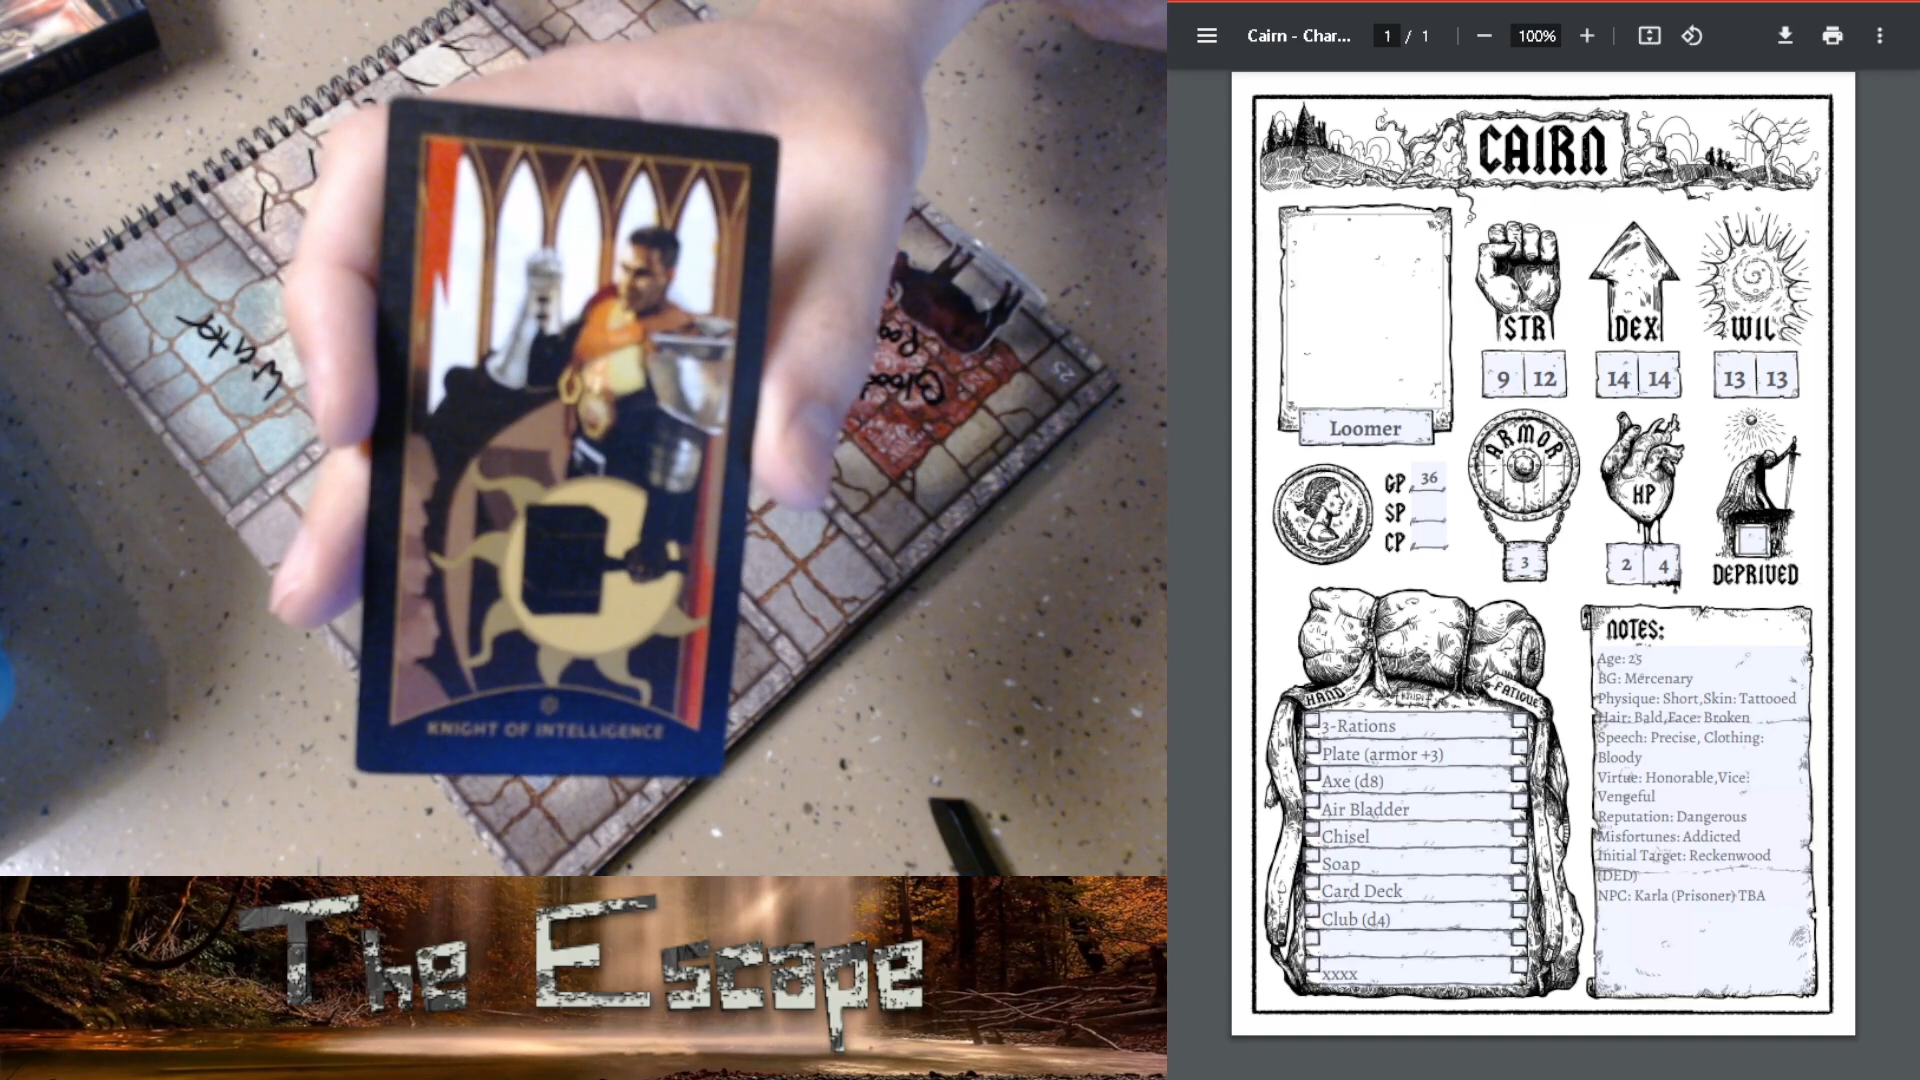 Water
Blood
25
KNIGHT OF INTELLIGENCE
The Escape
Cairn - Char...
1 / 1
100%
CAIRN
STR
DEX
WIL
9 12
14 14
13 13
Loomer
ARMOR
GP 36
SP
CP
HP
3
2 4
DEPRIVED
HAND
FATIGUE
3-Rations
Plate (armor +3)
Axe (d8)
Air Bladder
Chisel
Soap
Card Deck
Club (d4)
xxxx
NOTES:
Age: 25
BG: Mercenary
Physique: Short,Skin: Tattooed
Hair: Bald,Face: Broken
Speech: Precise, Clothing:
Bloody
Virtue: Honorable,Vice:
Vengeful
Reputation: Dangerous
Misfortunes: Addicted
Initial Target: Reckenwood
(DED)
NPC: Karla (Prisoner) TBA